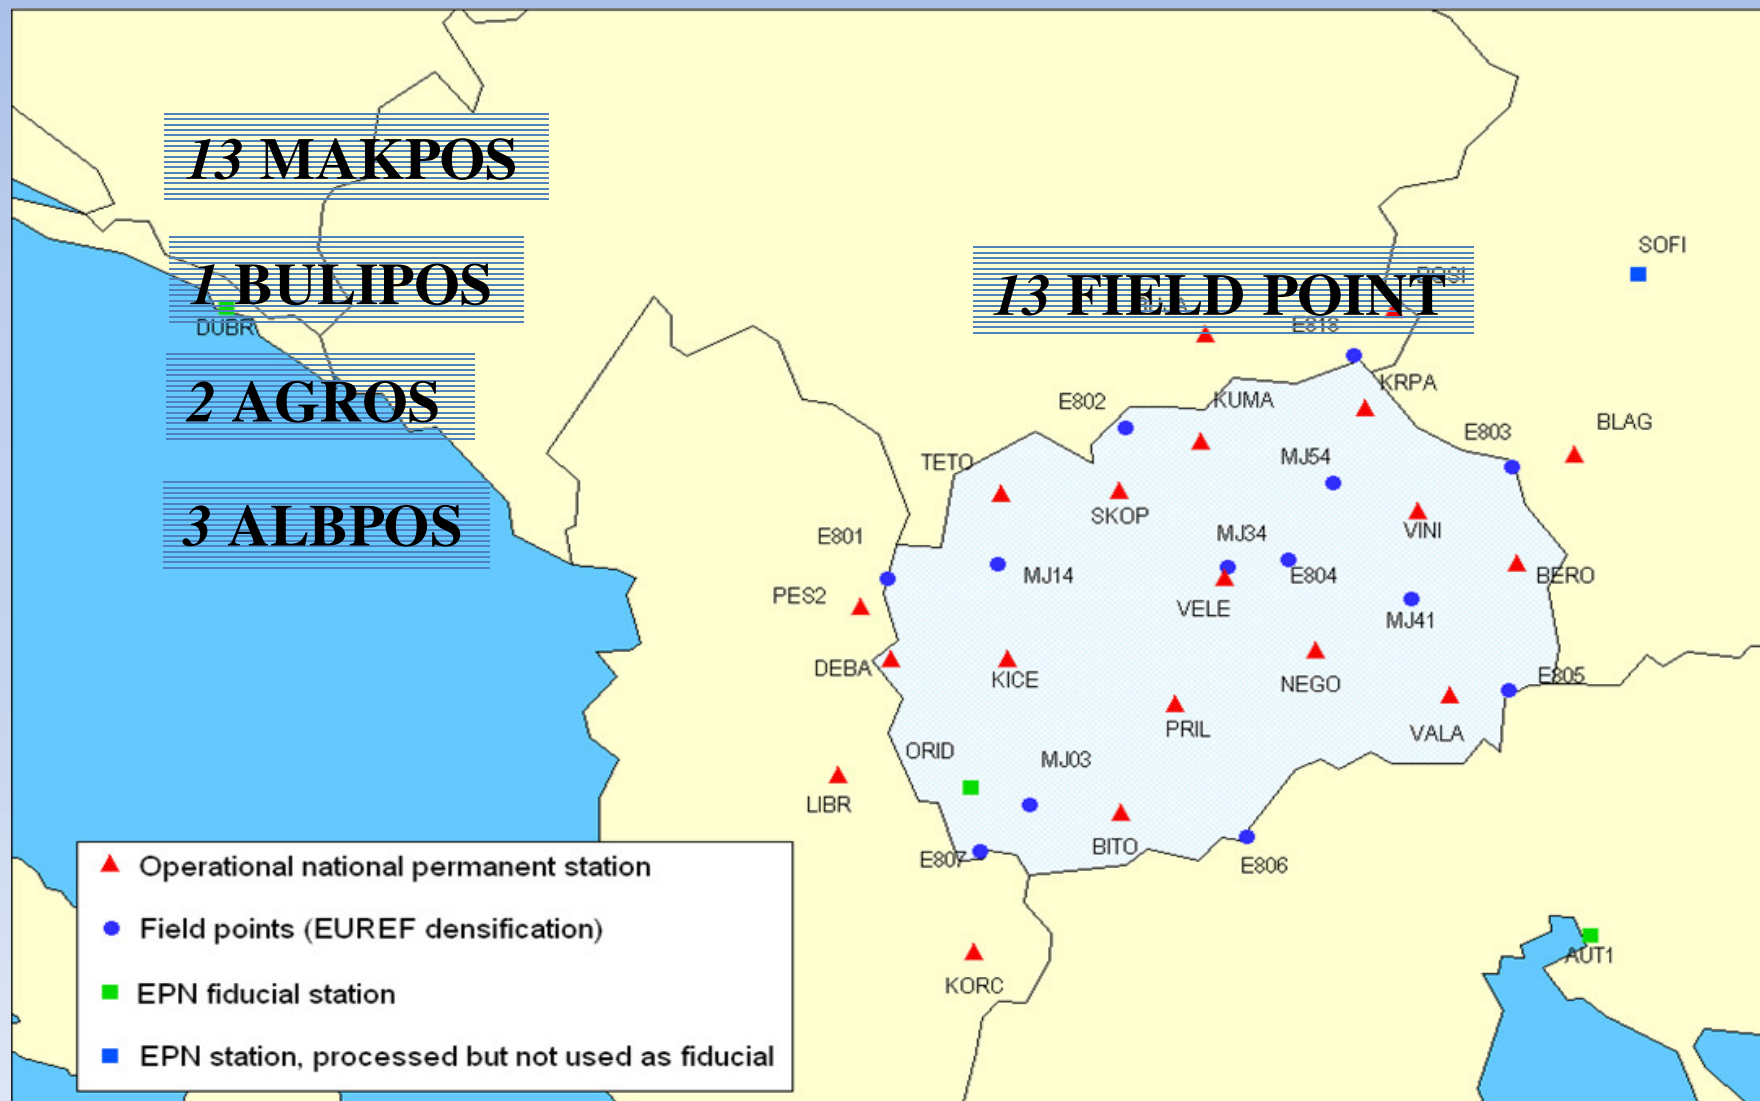 13 MAKPOS
1 BULIPOS
DUBR
2 AGROS
3 ALBPOS
13 FIELD POINT
SOFI
E818
KRPA
E802
KUMA
E803
BLAG
TETO
MJ54
SKOP
VINI
E801
MJ34
MJ14
E804
BERO
PES2
VELE
MJ41
DEBA
KICE
NEGO
E805
PRIL
VALA
ORID
MJ03
LIBR
BITO
E807
E806
AUT1
KORC
Operational national permanent station
Field points (EUREF densification)
EPN fiducial station
EPN station, processed but not used as fiducial